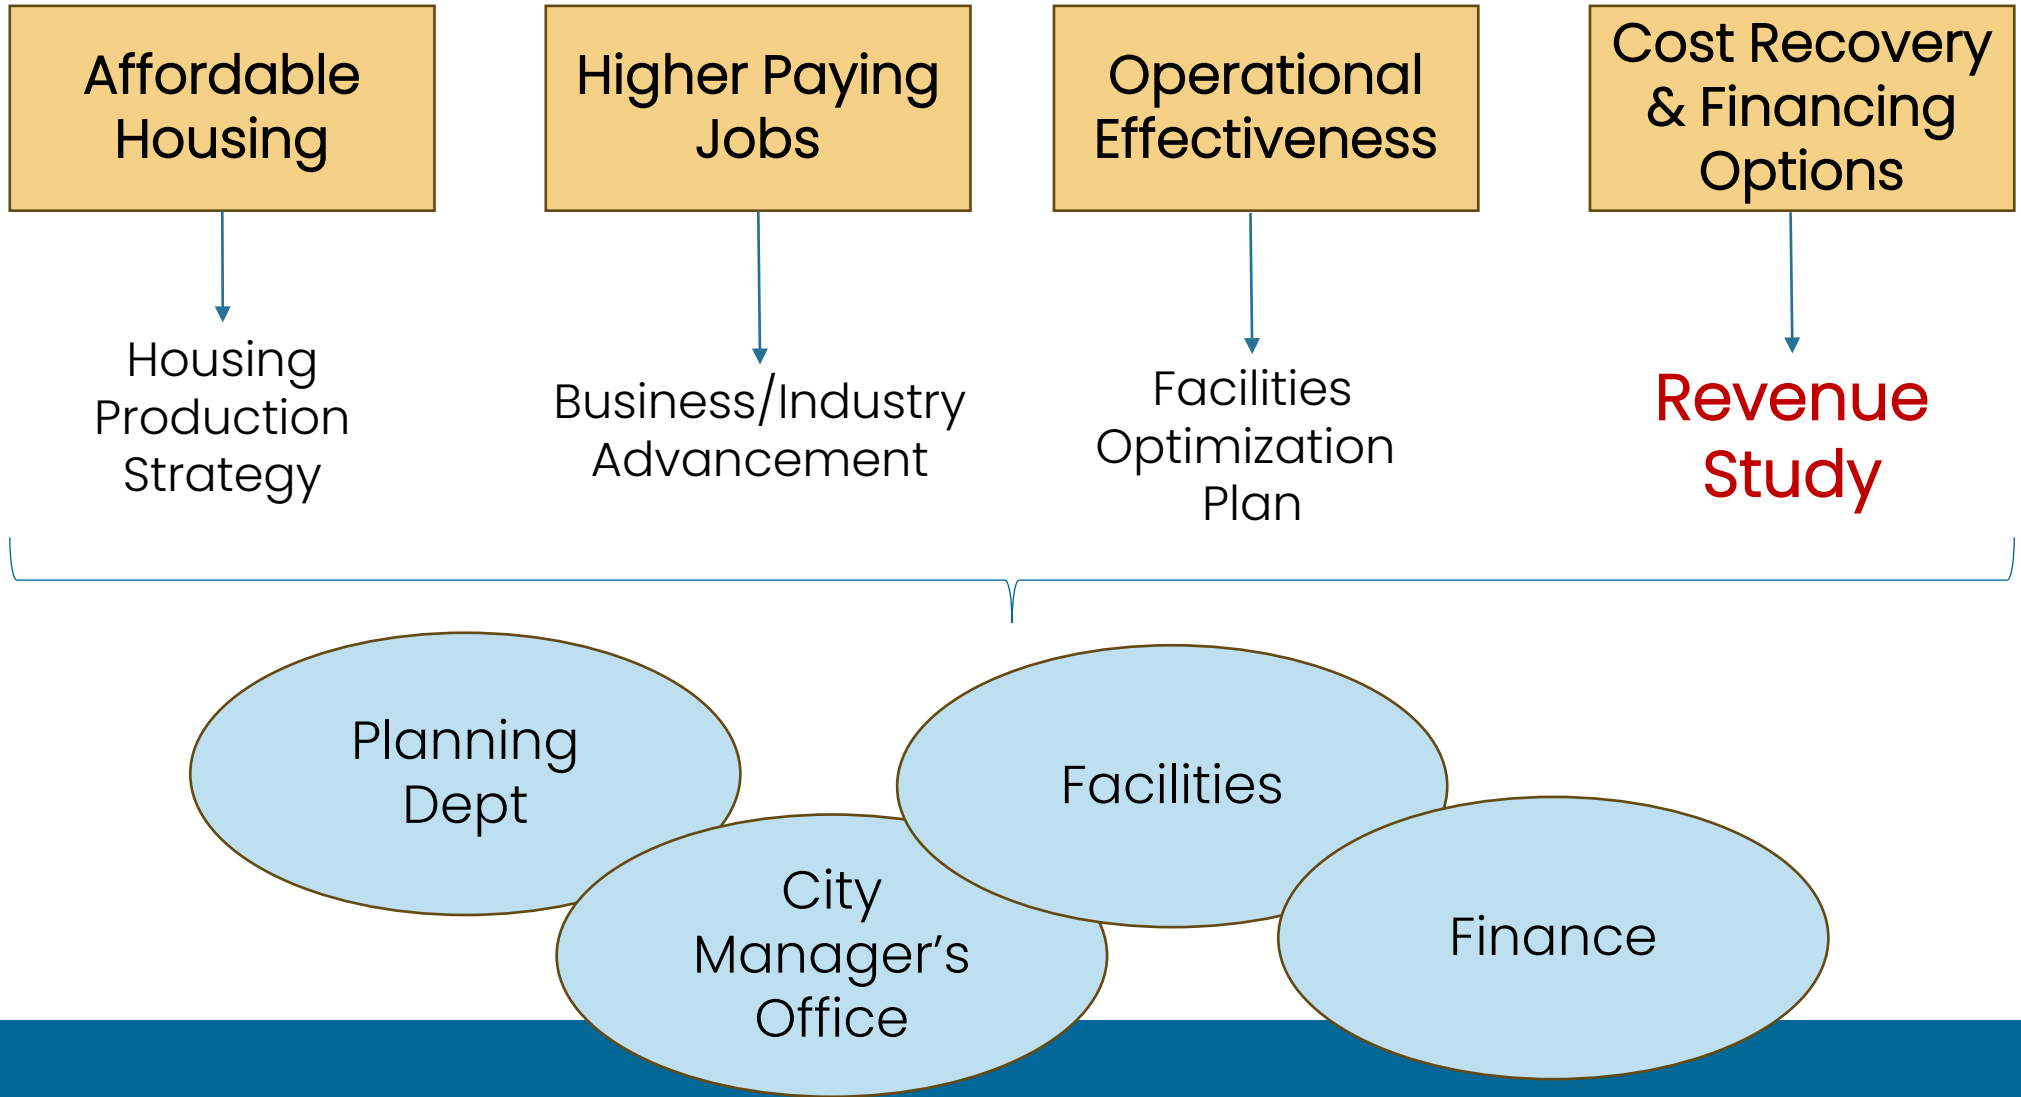 Affordable
Housing
Higher Paying
Jobs
Operational
Effectiveness
Cost Recovery
& Financing
Options
Housing
Production
Strategy
Business/Industry
Advancement
Facilities
Optimization
Plan
Revenue
Study
Planning
Dept
City
Manager’s
Office
Facilities
Finance